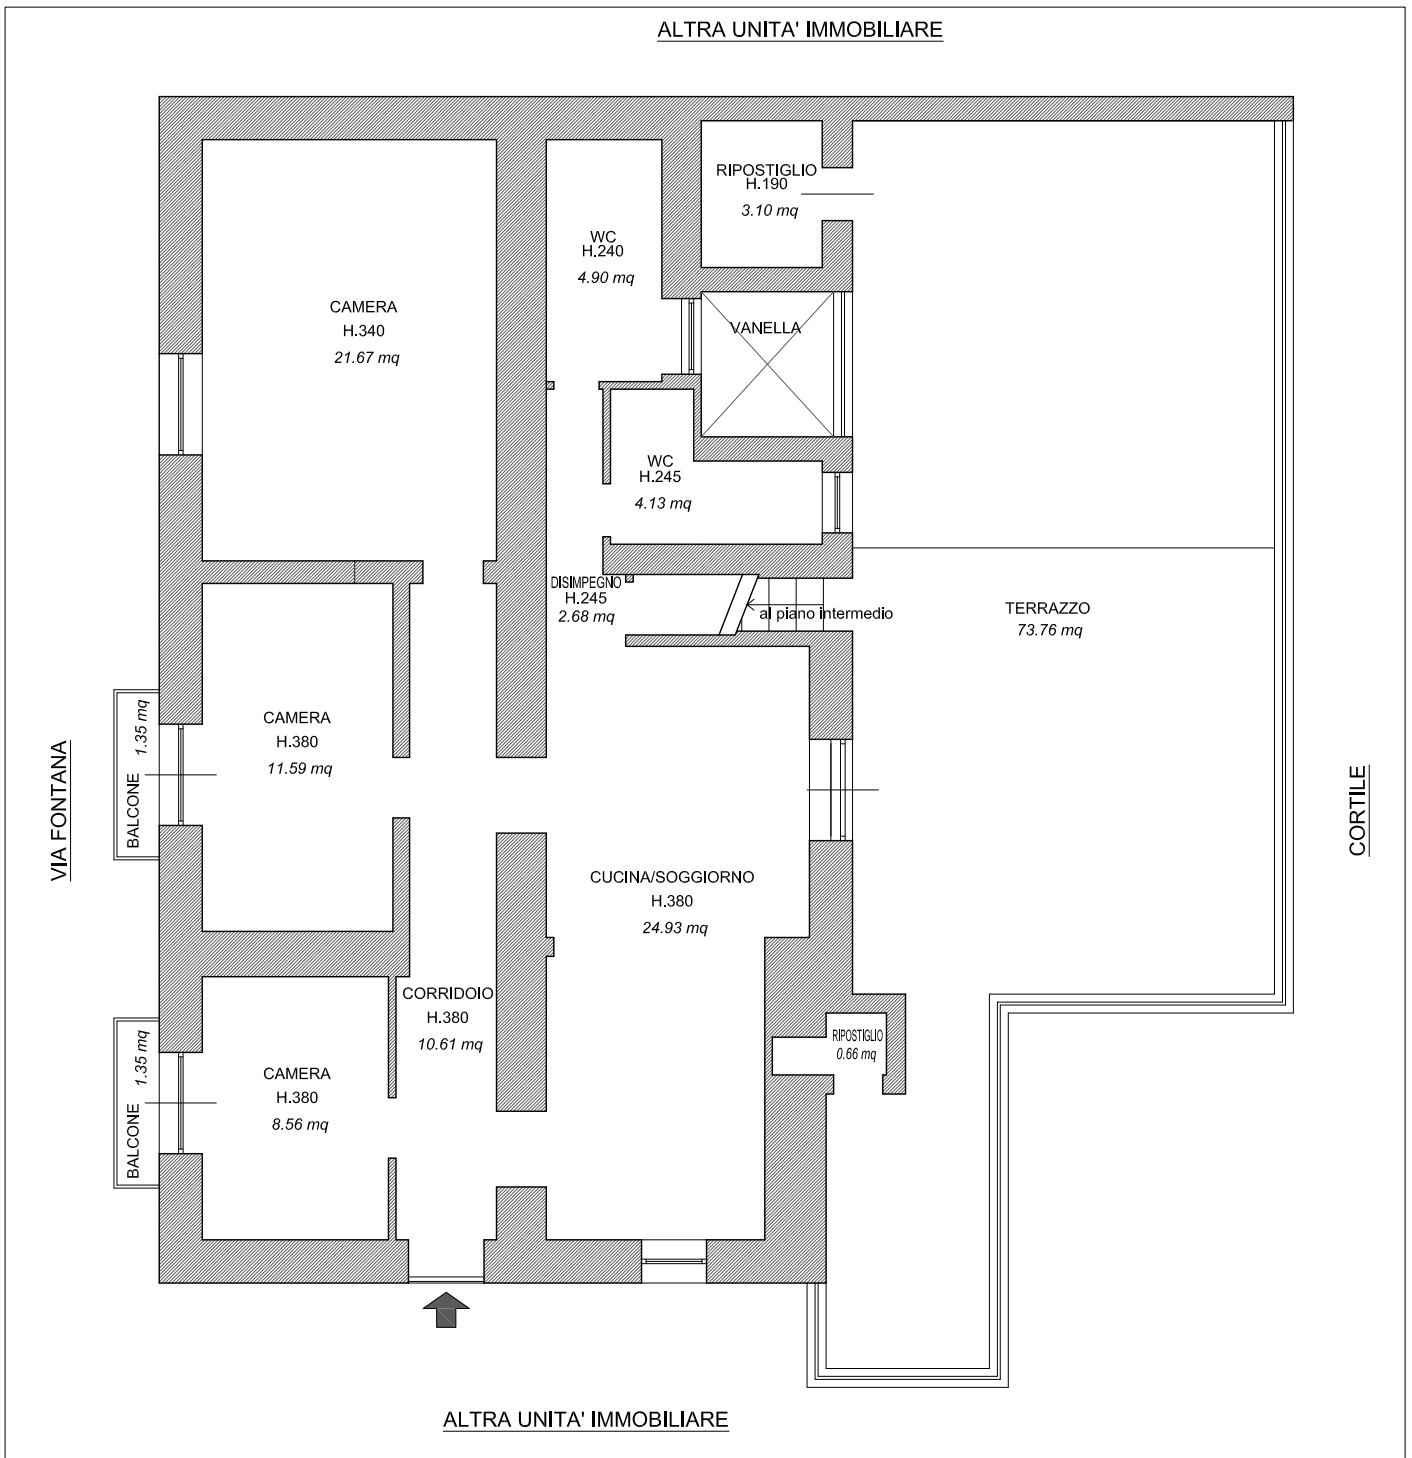 ALTRA UNITA' IMMOBILIARE
RIPOSTIGLIO
H.190
3.10 mq
WC
H.240
4.90 mq
CAMERA
H.340
21.67 mq
VANELLA
WC
H.245
4.13 mq
DISIMPEGNO
H.245
2.68 mq
al piano intermedio
TERRAZZO
73.76 mq
CAMERA
H.380
11.59 mq
BALCONE
1.35 mq
VIA FONTANA
CORTILE
CUCINA/SOGGIORNO
H.380
24.93 mq
CORRIDOIO
H.380
10.61 mq
RIPOSTIGLIO
0.66 mq
CAMERA
H.380
8.56 mq
BALCONE
1.35 mq
ALTRA UNITA' IMMOBILIARE